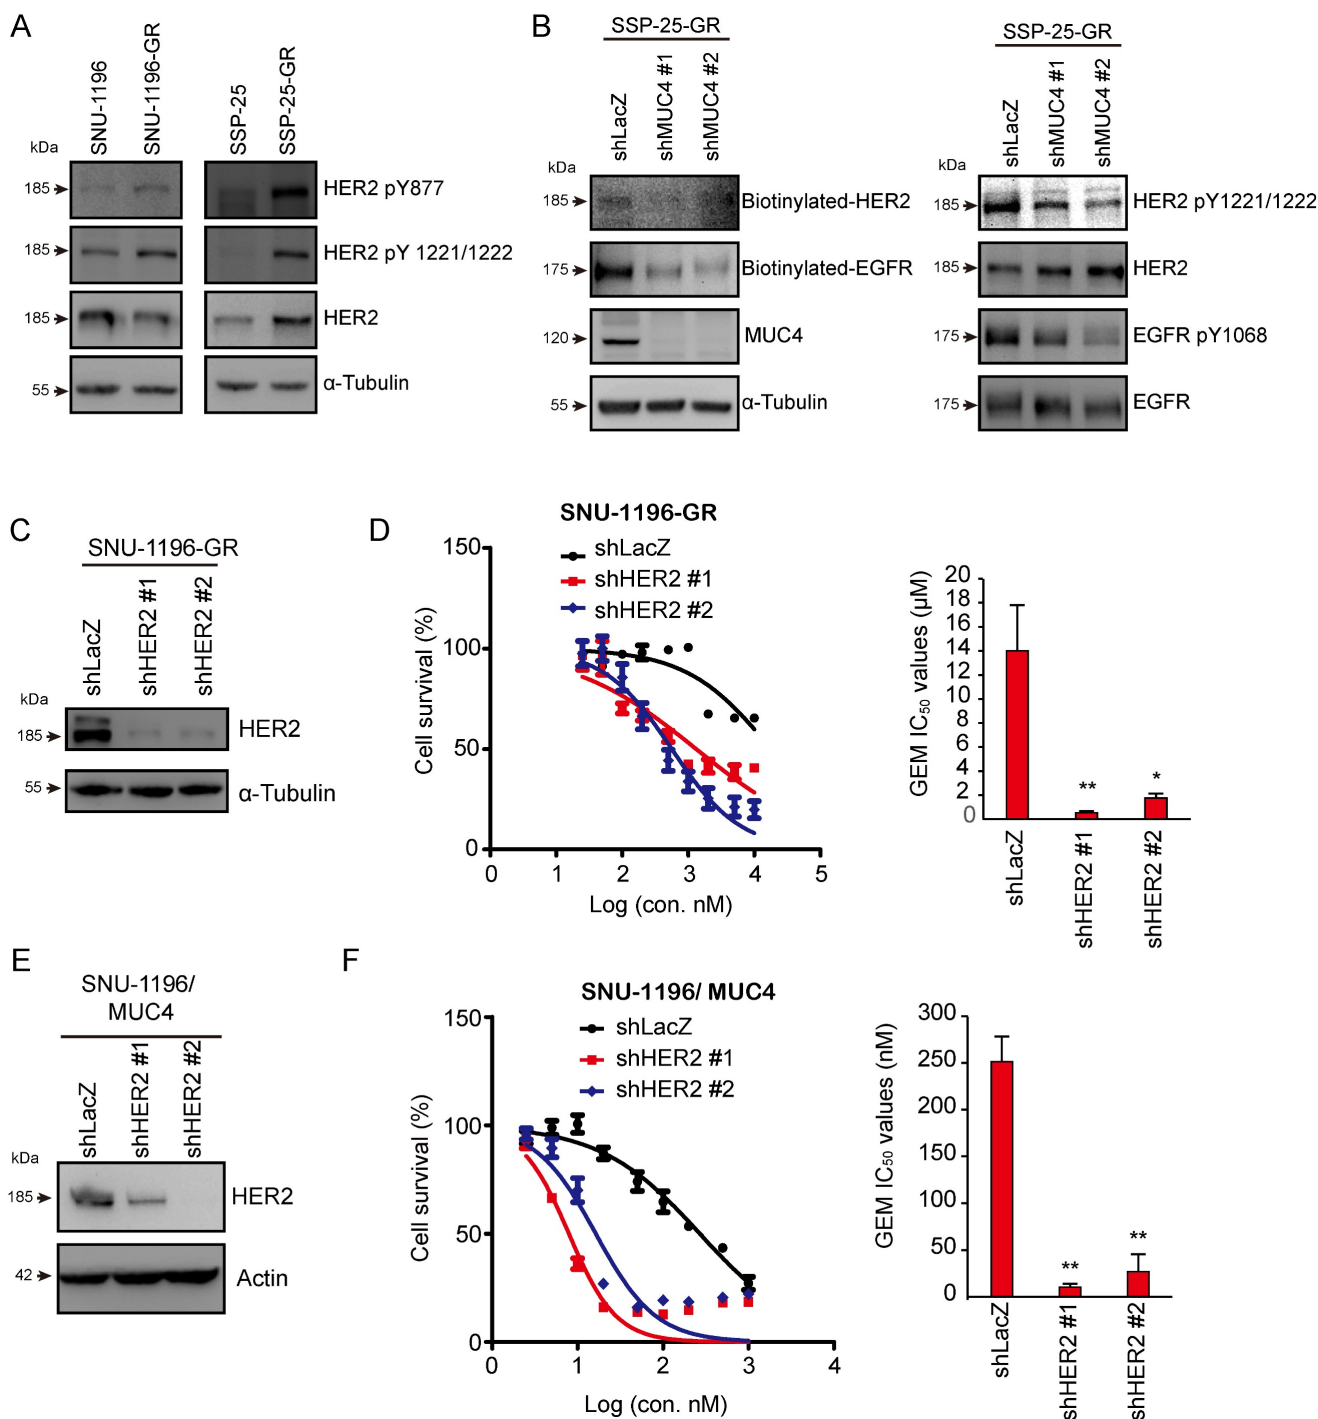 A
SNU-1196
SNU-1196-GR
SSP-25
SSP-25-GR
kDa
185
HER2 pY877
185
HER2 pY 1221/1222
185
HER2
55
α-Tubulin
B
SSP-25-GR
shLacZ
shMUC4 #1
shMUC4 #2
kDa
185
Biotinylated-HER2
175
Biotinylated-EGFR
120
MUC4
55
α-Tubulin
SSP-25-GR
shLacZ
shMUC4 #1
shMUC4 #2
kDa
185
HER2 pY1221/1222
185
HER2
175
EGFR pY1068
175
EGFR
C
SNU-1196-GR
shLacZ
shHER2 #1
shHER2 #2
kDa
185
HER2
55
α-Tubulin
D
SNU-1196-GR
shLacZ
shHER2 #1
shHER2 #2
Cell survival (%)
150
100
50
0
0 1 2 3 4 5
Log (con. nM)
GEM IC50 values (µM)
20
18
16
14
12
10
8
6
4
2
0
**
*
shLacZ
shHER2 #1
shHER2 #2
E
SNU-1196/
MUC4
shLacZ
shHER2 #1
shHER2 #2
kDa
185
HER2
42
Actin
F
SNU-1196/ MUC4
shLacZ
shHER2 #1
shHER2 #2
Cell survival (%)
150
100
50
0
0 1 2 3 4
Log (con. nM)
GEM IC50 values (nM)
300
250
200
150
100
50
0
**
**
shLacZ
shHER2 #1
shHER2 #2